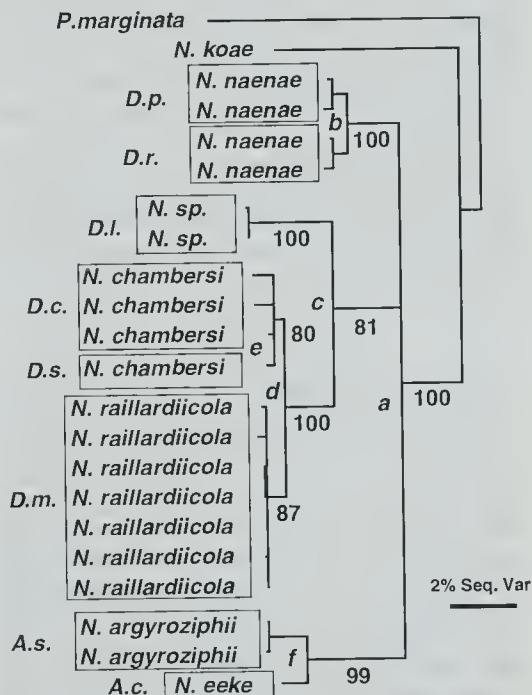 P.marginata
N. koae
D.p.
N. naenae
N. naenae
b
100
D.r.
N. naenae
N. naenae
D.l.
N. sp.
N. sp.
100
c
81
D.c.
N. chambersi
N. chambersi
N. chambersi
e
80
D.s.
N. chambersi
d
100
a
100
D.m.
N. raillardiicola
N. raillardiicola
N. raillardiicola
N. raillardiicola
N. raillardiicola
N. raillardiicola
N. raillardiicola
87
2% Seq. Var
A.s.
N. argyroziphii
N. argyroziphii
f
99
A.c.
N. eeke